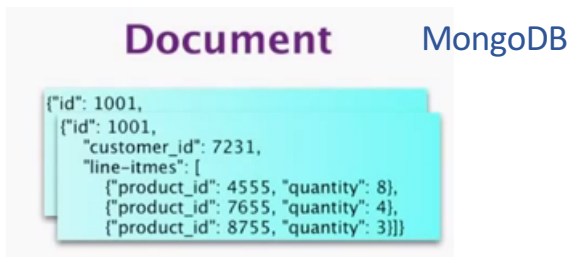 Document
MongoDB
{"id": 1001,
{"id": 1001,
"customer_id": 7231,
"line-itmes": [
{"product_id": 4555, "quantity": 8},
{"product_id": 7655, "quantity": 4},
{"product_id": 8755, "quantity": 3}]}